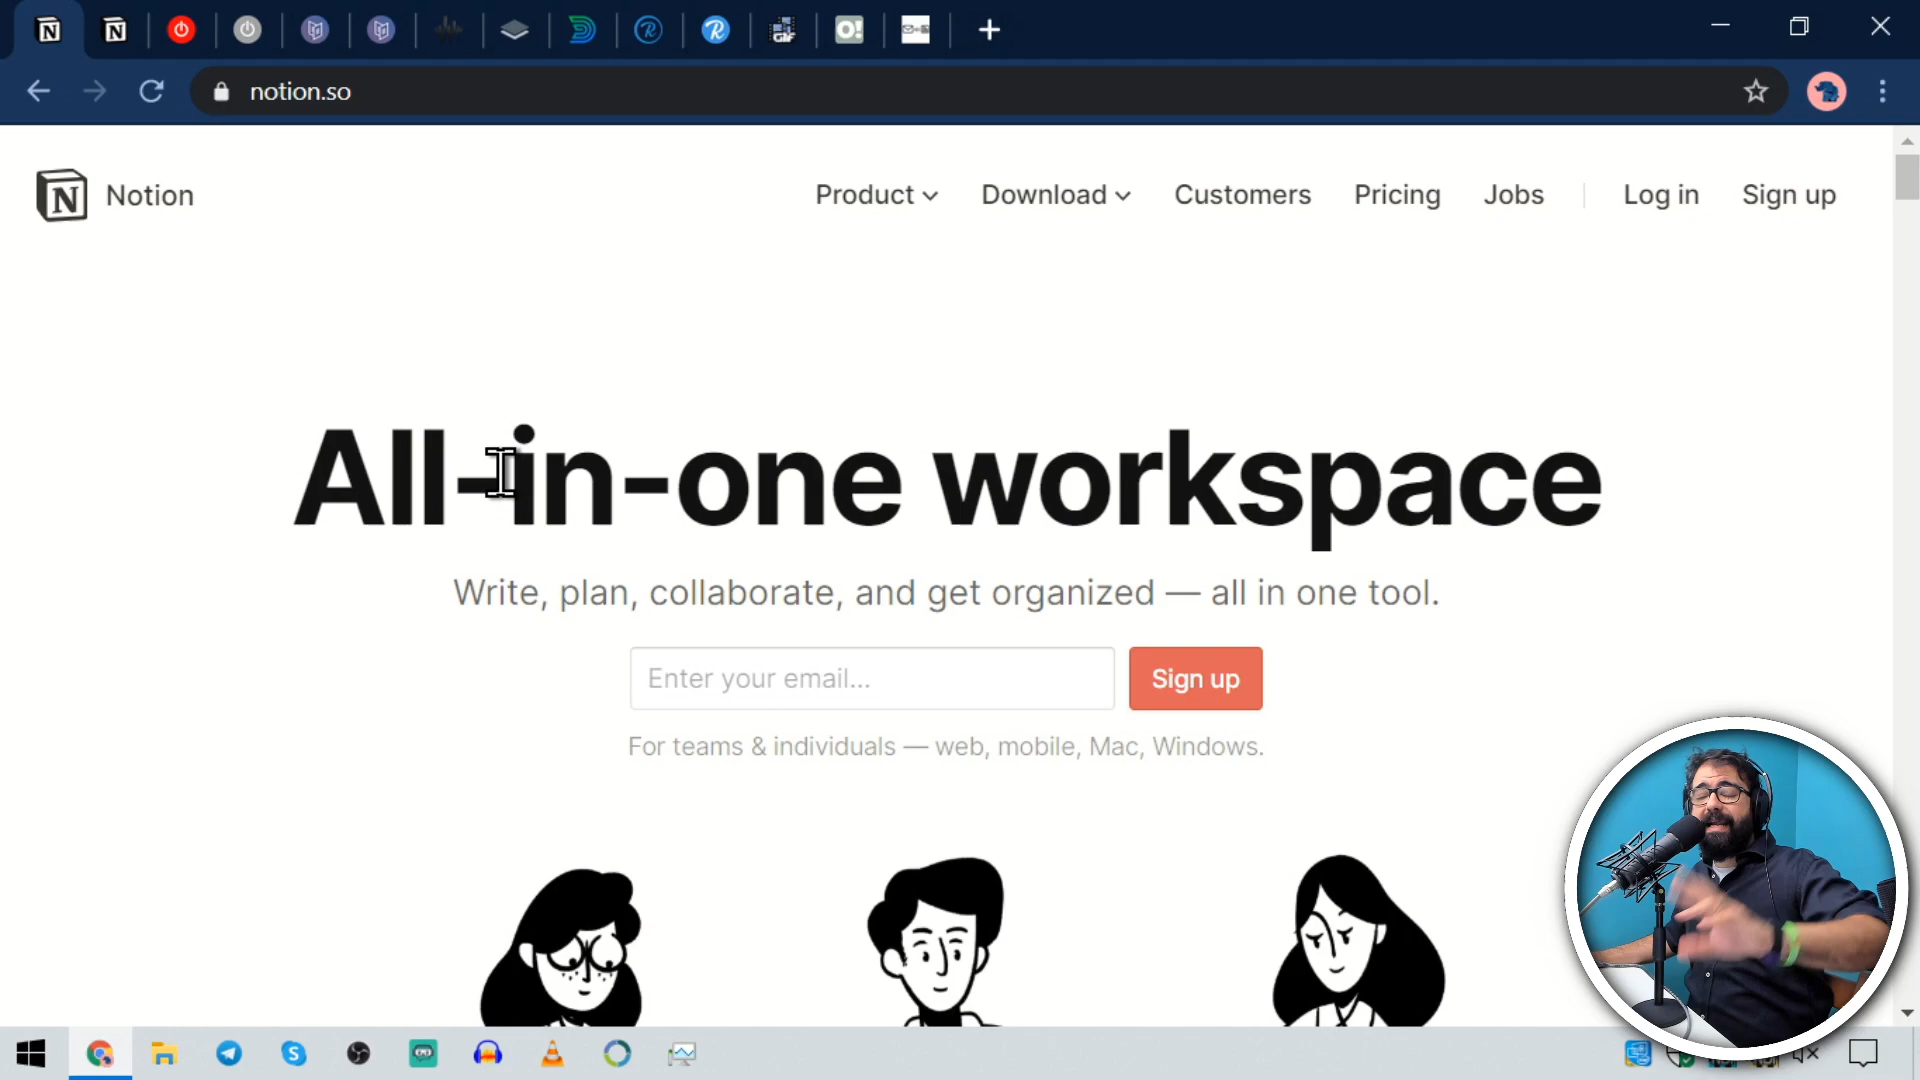 notion.so
Notion
Product
Download
Customers
Pricing
Jobs
Log in
Sign up
All-in-one workspace
Write, plan, collaborate, and get organized — all in one tool.
Enter your email...
Sign up
For teams & individuals — web, mobile, Mac, Windows.